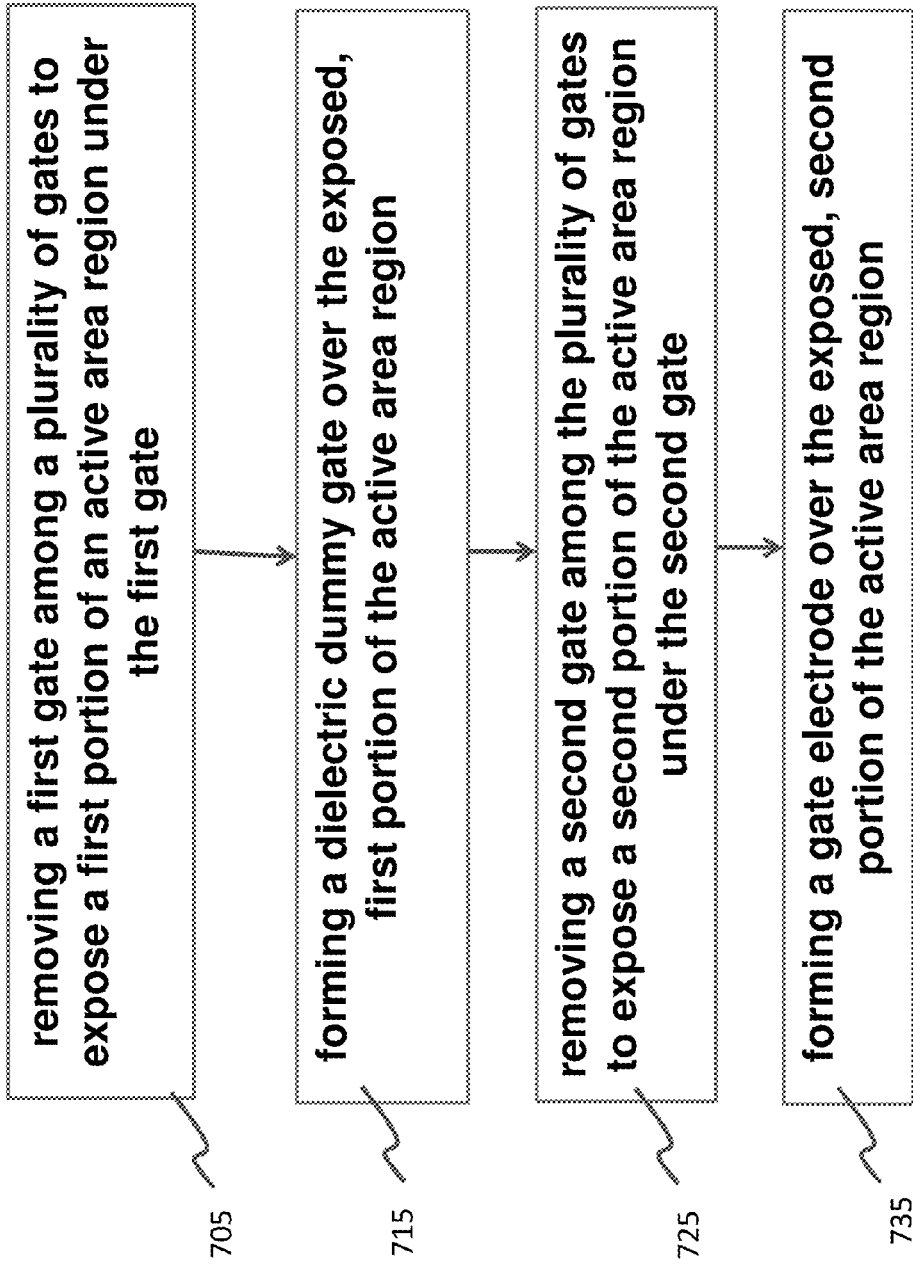 removing a first gate among a plurality of gates to
expose a first portion of an active area region under
the first gate
705
forming a dielectric dummy gate over the exposed,
first portion of the active area region
715
removing a second gate among the plurality of gates
to expose a second portion of the active area region
under the second gate
725
forming a gate electrode over the exposed, second
portion of the active area region
735